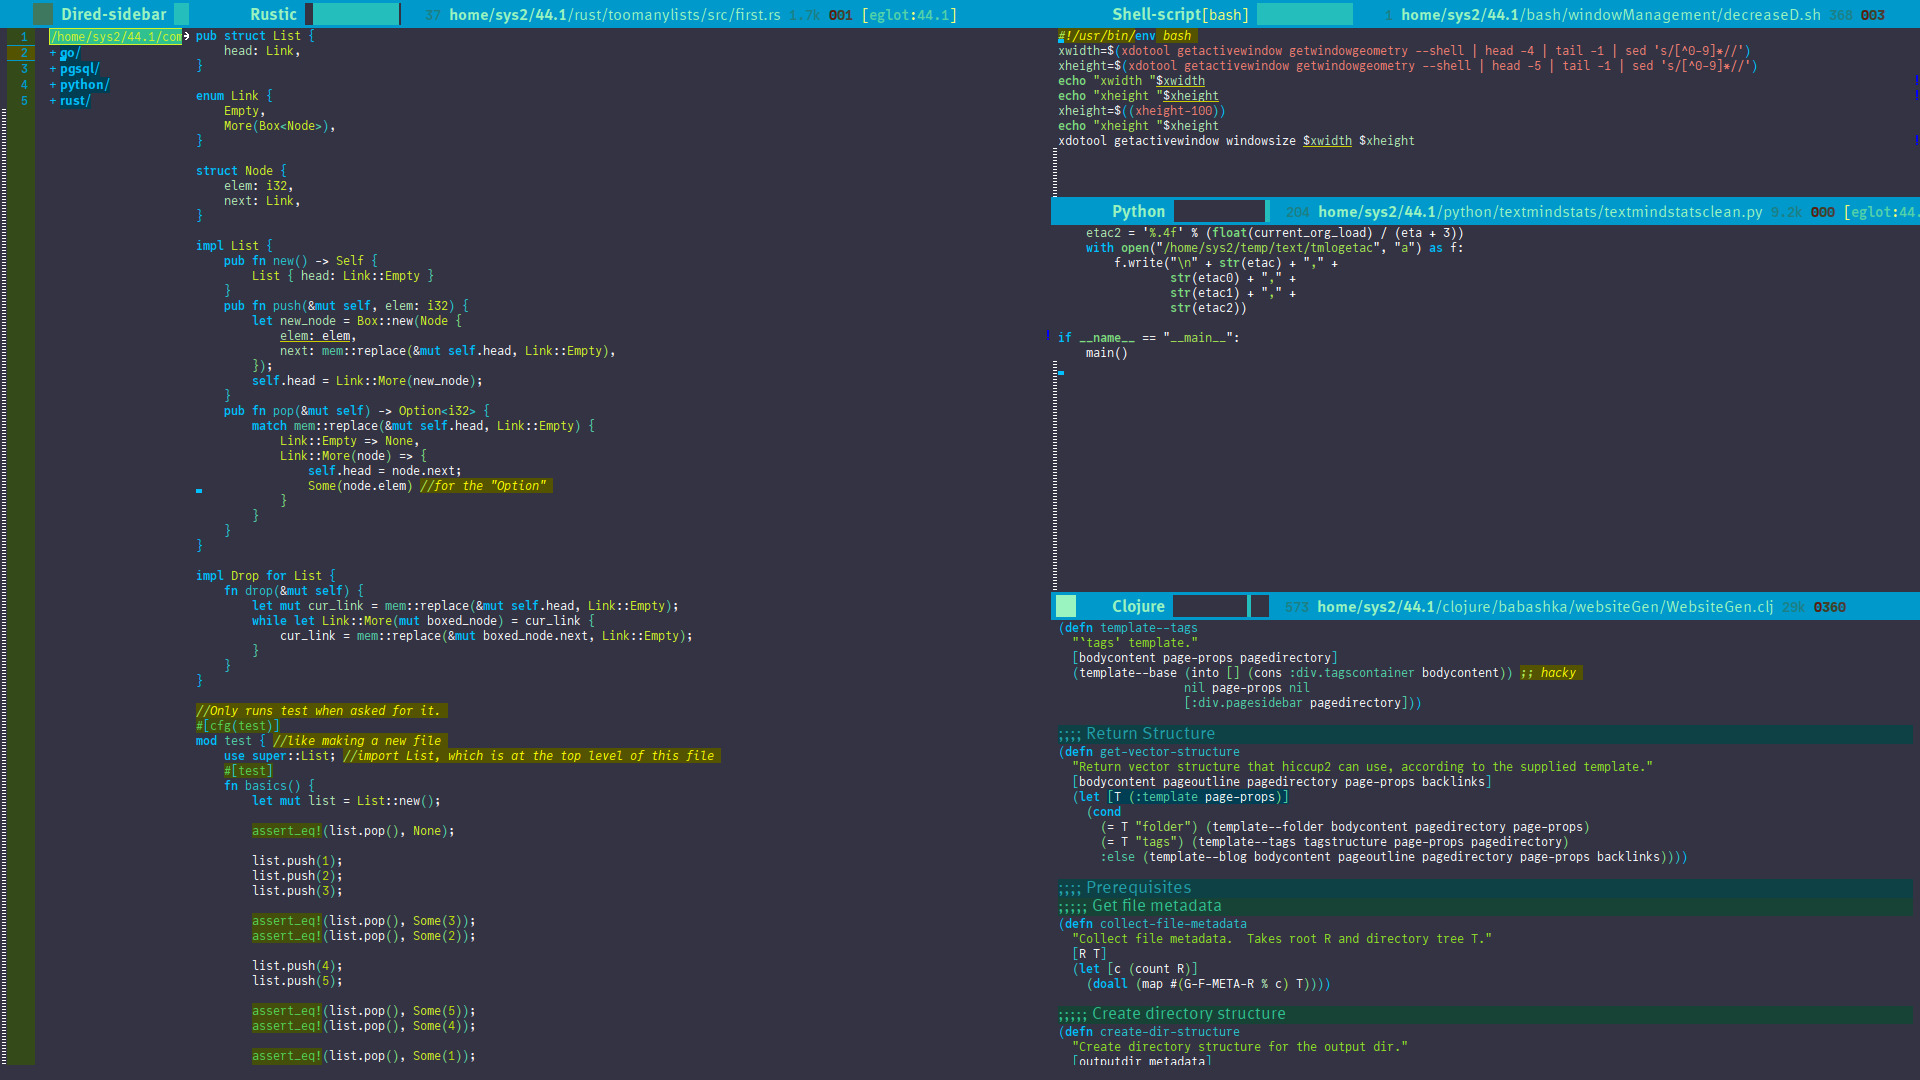 Dired-sidebar
1 /home/sys2/44.1/com
2 + go/
3 + pgsql/
4 + python/
5 + rust/
Rustic 37 home/sys2/44.1/rust/toomanylists/src/first.rs 1.7k 001 [eglot:44.1]
pub struct List {
    head: Link,
}

enum Link {
    Empty,
    More(Box<Node>),
}

struct Node {
    elem: i32,
    next: Link,
}

impl List {
    pub fn new() -> Self {
        List { head: Link::Empty }
    }
    pub fn push(&mut self, elem: i32) {
        let new_node = Box::new(Node {
            elem: elem,
            next: mem::replace(&mut self.head, Link::Empty),
        });
        self.head = Link::More(new_node);
    }
    pub fn pop(&mut self) -> Option<i32> {
        match mem::replace(&mut self.head, Link::Empty) {
            Link::Empty => None,
            Link::More(node) => {
                self.head = node.next;
                Some(node.elem) //for the "Option"
            }
        }
    }
}

impl Drop for List {
    fn drop(&mut self) {
        let mut cur_link = mem::replace(&mut self.head, Link::Empty);
        while let Link::More(mut boxed_node) = cur_link {
            cur_link = mem::replace(&mut boxed_node.next, Link::Empty);
        }
    }
}

//Only runs test when asked for it.
#[cfg(test)]
mod test { //like making a new file
    use super::List; //import List, which is at the top level of this file
    #[test]
    fn basics() {
        let mut list = List::new();

        assert_eq!(list.pop(), None);

        list.push(1);
        list.push(2);
        list.push(3);

        assert_eq!(list.pop(), Some(3));
        assert_eq!(list.pop(), Some(2));

        list.push(4);
        list.push(5);

        assert_eq!(list.pop(), Some(5));
        assert_eq!(list.pop(), Some(4));

        assert_eq!(list.pop(), Some(1));
Shell-script[bash] 1 home/sys2/44.1/bash/windowManagement/decreaseD.sh 368 003
#!/usr/bin/env bash
xwidth=$(xdotool getactivewindow getwindowgeometry --shell | head -4 | tail -1 | sed 's/[^0-9]*//')
xheight=$(xdotool getactivewindow getwindowgeometry --shell | head -5 | tail -1 | sed 's/[^0-9]*//')
echo "xwidth "$xwidth
echo "xheight "$xheight
xheight=$((xheight-100))
echo "xheight "$xheight
xdotool getactivewindow windowsize $xwidth $xheight
Python 204 home/sys2/44.1/python/textmindstats/textmindstatsclean.py 9.2k 000 [eglot:44.
    etac2 = '%.4f' % (float(current_org_load) / (eta + 3))
    with open("/home/sys2/temp/text/tmlogetac", "a") as f:
        f.write("\n" + str(etac) + "," +
                str(etac0) + "," +
                str(etac1) + "," +
                str(etac2))

if __name__ == "__main__":
    main()
Clojure 573 home/sys2/44.1/clojure/babashka/websiteGen/WebsiteGen.clj 29k 0360
(defn template--tags
  "`tags' template."
  [bodycontent page-props pagedirectory]
  (template--base (into [] (cons :div.tagscontainer bodycontent)) ;; hacky
                  nil page-props nil
                  [:div.pagesidebar pagedirectory]))

;;;; Return Structure
(defn get-vector-structure
  "Return vector structure that hiccup2 can use, according to the supplied template."
  [bodycontent pageoutline pagedirectory page-props backlinks]
  (let [T (:template page-props)]
    (cond
      (= T "folder") (template--folder bodycontent pagedirectory page-props)
      (= T "tags") (template--tags tagstructure page-props pagedirectory)
      :else (template--blog bodycontent pageoutline pagedirectory page-props backlinks))))

;;;; Prerequisites
;;;;; Get file metadata
(defn collect-file-metadata
  "Collect file metadata.  Takes root R and directory tree T."
  [R T]
  (let [c (count R)]
    (doall (map #(G-F-META-R % c) T))))

;;;;; Create directory structure
(defn create-dir-structure
  "Create directory structure for the output dir."
  [outputdir metadata]